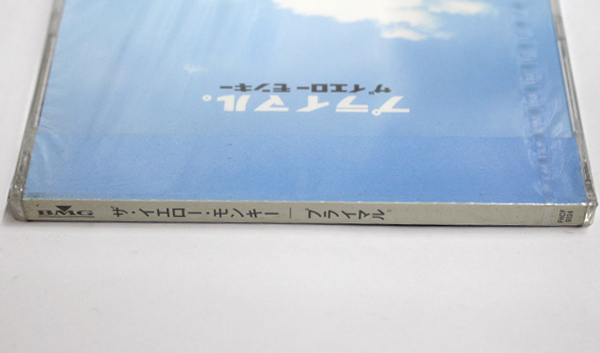 プライマル。
ザ イエロー モンキー
BMG ザ・イエロー・モンキー — プライマル。
FHCF